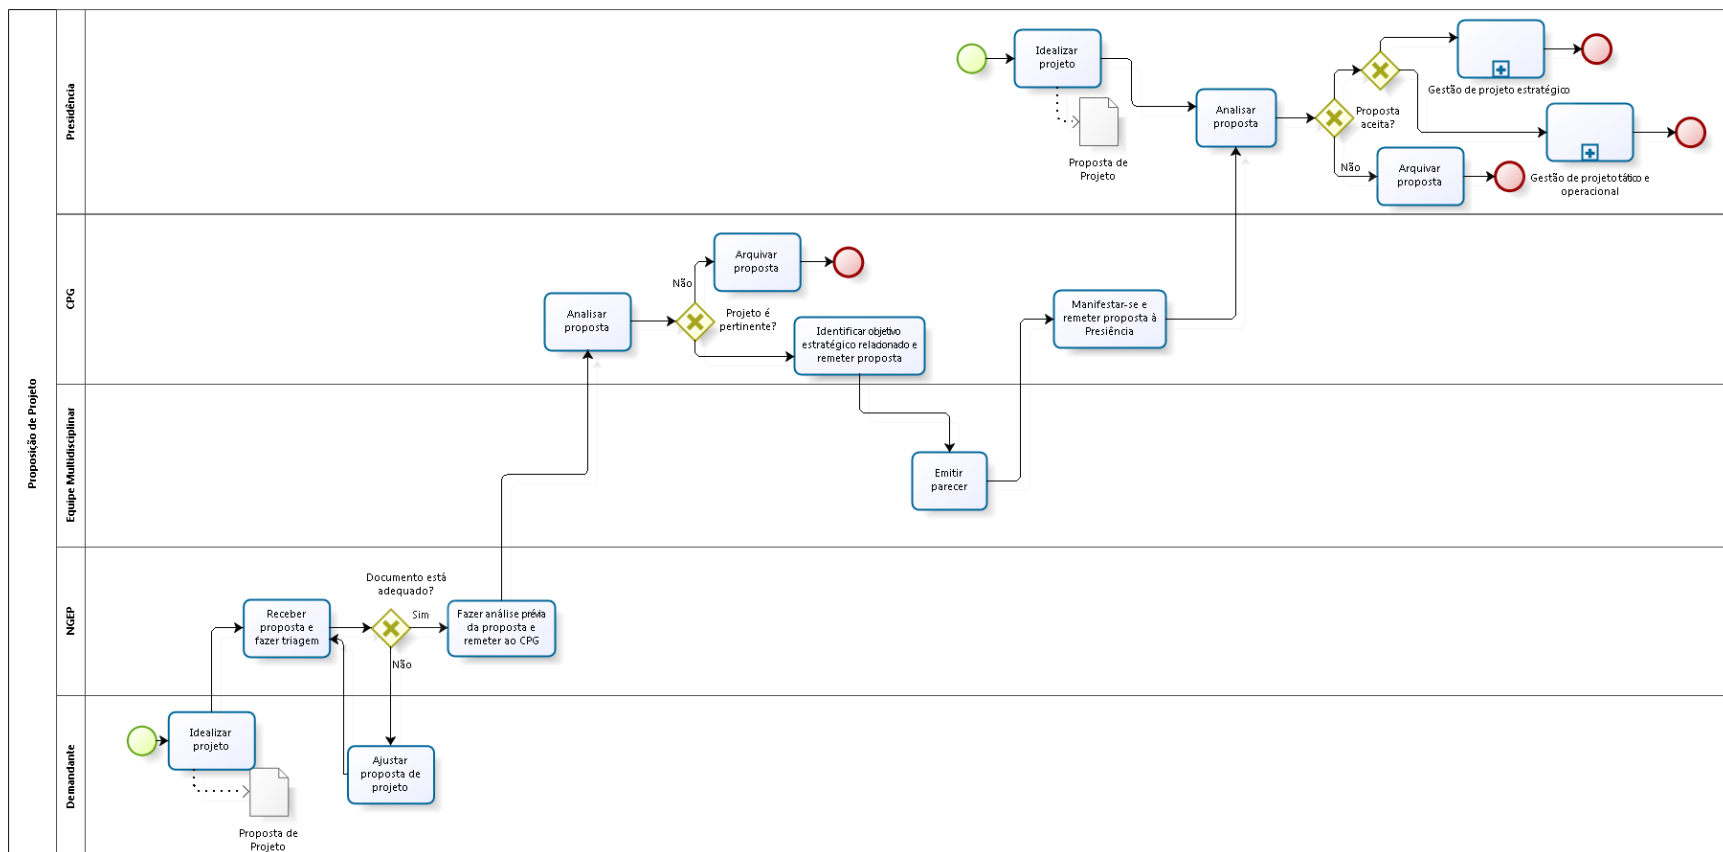 Proposição de Projeto
Presidência
Idealizar
projeto
Proposta de
Projeto
Analisar
proposta
Proposta
aceita?
Não
Gestão de projeto estratégico
Gestão de projeto tático e
operacional
Arquivar
proposta
CPG
Analisar
proposta
Não
Projeto é
pertinente?
Arquivar
proposta
Identificar objetivo
estratégico relacionado e
remeter proposta
Manifestar-se e
remeter proposta à
Presiência
Equipe Multidisciplinar
Emitir
parecer
NGEP
Receber
proposta e
fazer triagem
Documento está
adequado?
Sim
Não
Fazer análise prévia
da proposta e
remeter ao CPG
Demandante
Idealizar
projeto
Proposta de
Projeto
Ajustar
proposta de
projeto